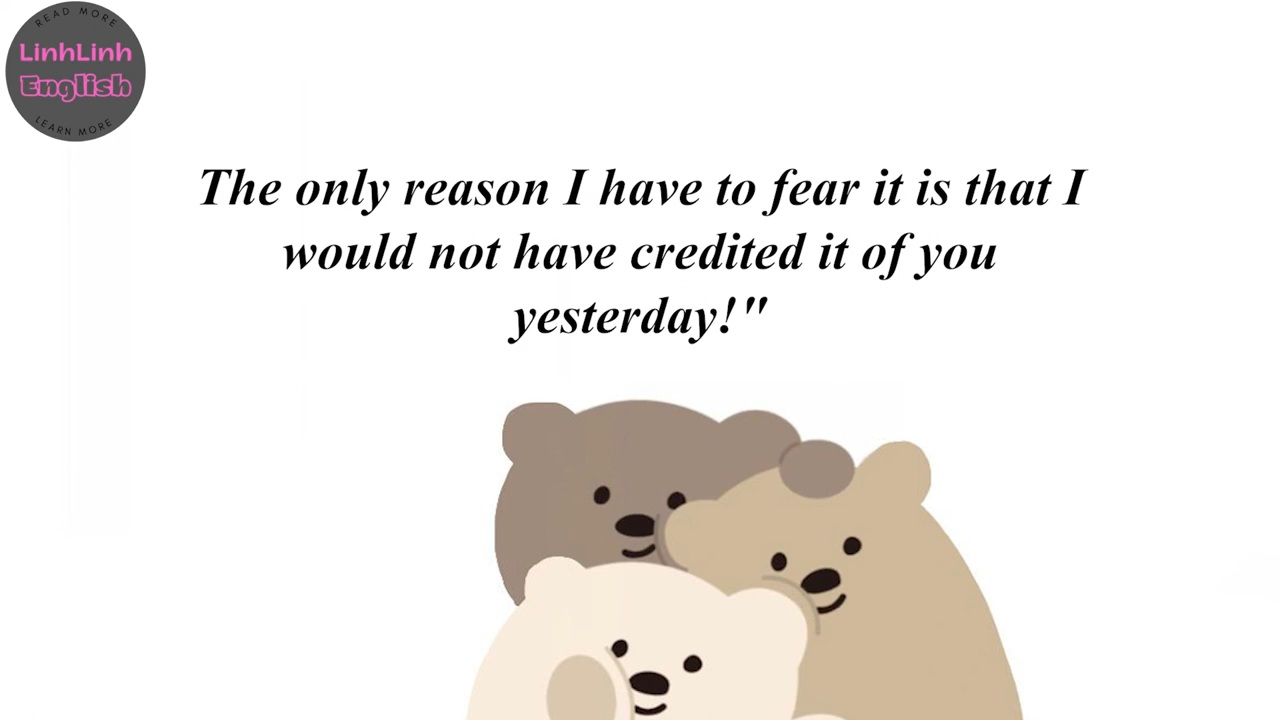 READ MORE
LinhLinh
English
LEARN MORE
The only reason I have to fear it is that I
would not have credited it of you
yesterday!"